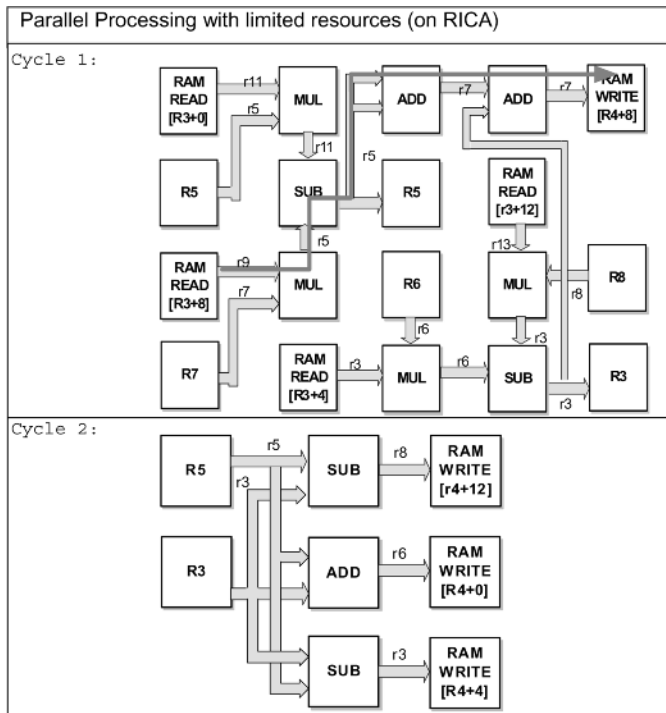 Parallel Processing with limited resources (on RICA)
Cycle 1:
RAM
READ
[R3+0]
r11
r5
MUL
r11
ADD
r7
ADD
r7
RAM
WRITE
[R4+8]
R5
SUB
r5
r5
R5
RAM
READ
[r3+12]
r13
RAM
READ
[R3+8]
r9
r7
MUL
R6
r6
MUL
r8
R8
r3
R7
RAM
READ
[R3+4]
r3
MUL
r6
SUB
r3
R3
Cycle 2:
R5
r5
r3
SUB
r8
RAM
WRITE
[r4+12]
R3
ADD
r6
RAM
WRITE
[R4+0]
SUB
r3
RAM
WRITE
[R4+4]